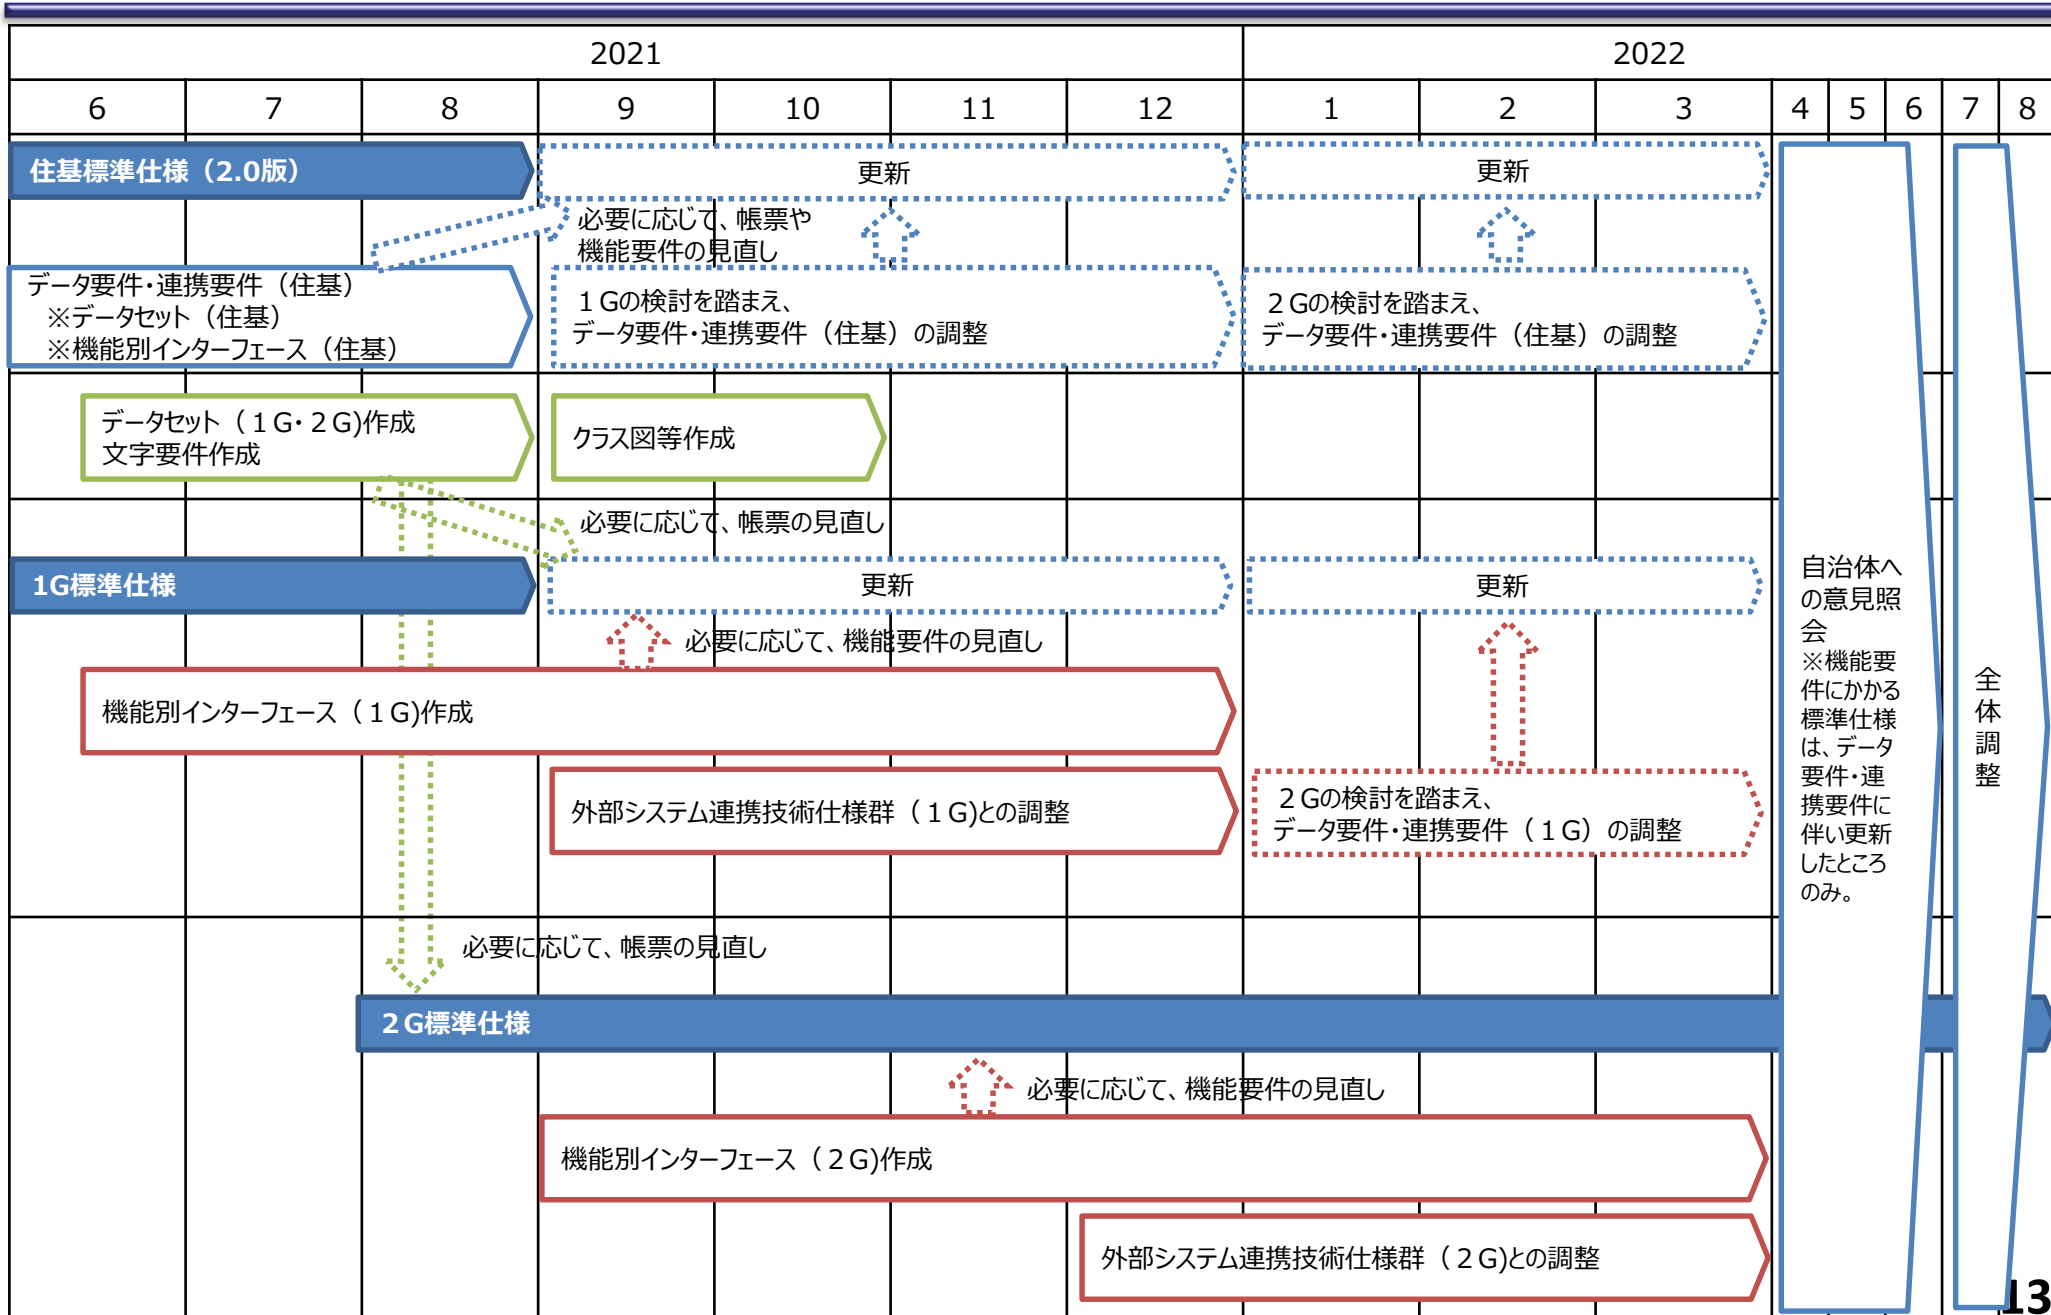 2021
2022
6
7
8
9
10
11
12
1
2
3
4
5
6
7
8
住基標準仕様（2.0版）
更新
更新
必要に応じて、帳票や
機能要件の見直し
データ要件・連携要件（住基）
※データセット（住基）
※機能別インターフェース（住基）
１Gの検討を踏まえ、
データ要件・連携要件（住基）の調整
２Gの検討を踏まえ、
データ要件・連携要件（住基）の調整
データセット（１G・２G)作成
文字要件作成
クラス図等作成
必要に応じて、帳票の見直し
1G標準仕様
更新
更新
必要に応じて、機能要件の見直し
機能別インターフェース（１G)作成
外部システム連携技術仕様群（１G)との調整
２Gの検討を踏まえ、
データ要件・連携要件（１G）の調整
必要に応じて、帳票の見直し
２G標準仕様
必要に応じて、機能要件の見直し
機能別インターフェース（２G)作成
外部システム連携技術仕様群（２G)との調整
自治体へ
の意見照
会
※機能要
件にかかる
標準仕様
は、データ
要件・連
携要件に
伴い更新
したところ
のみ。
全
体
調
整
13